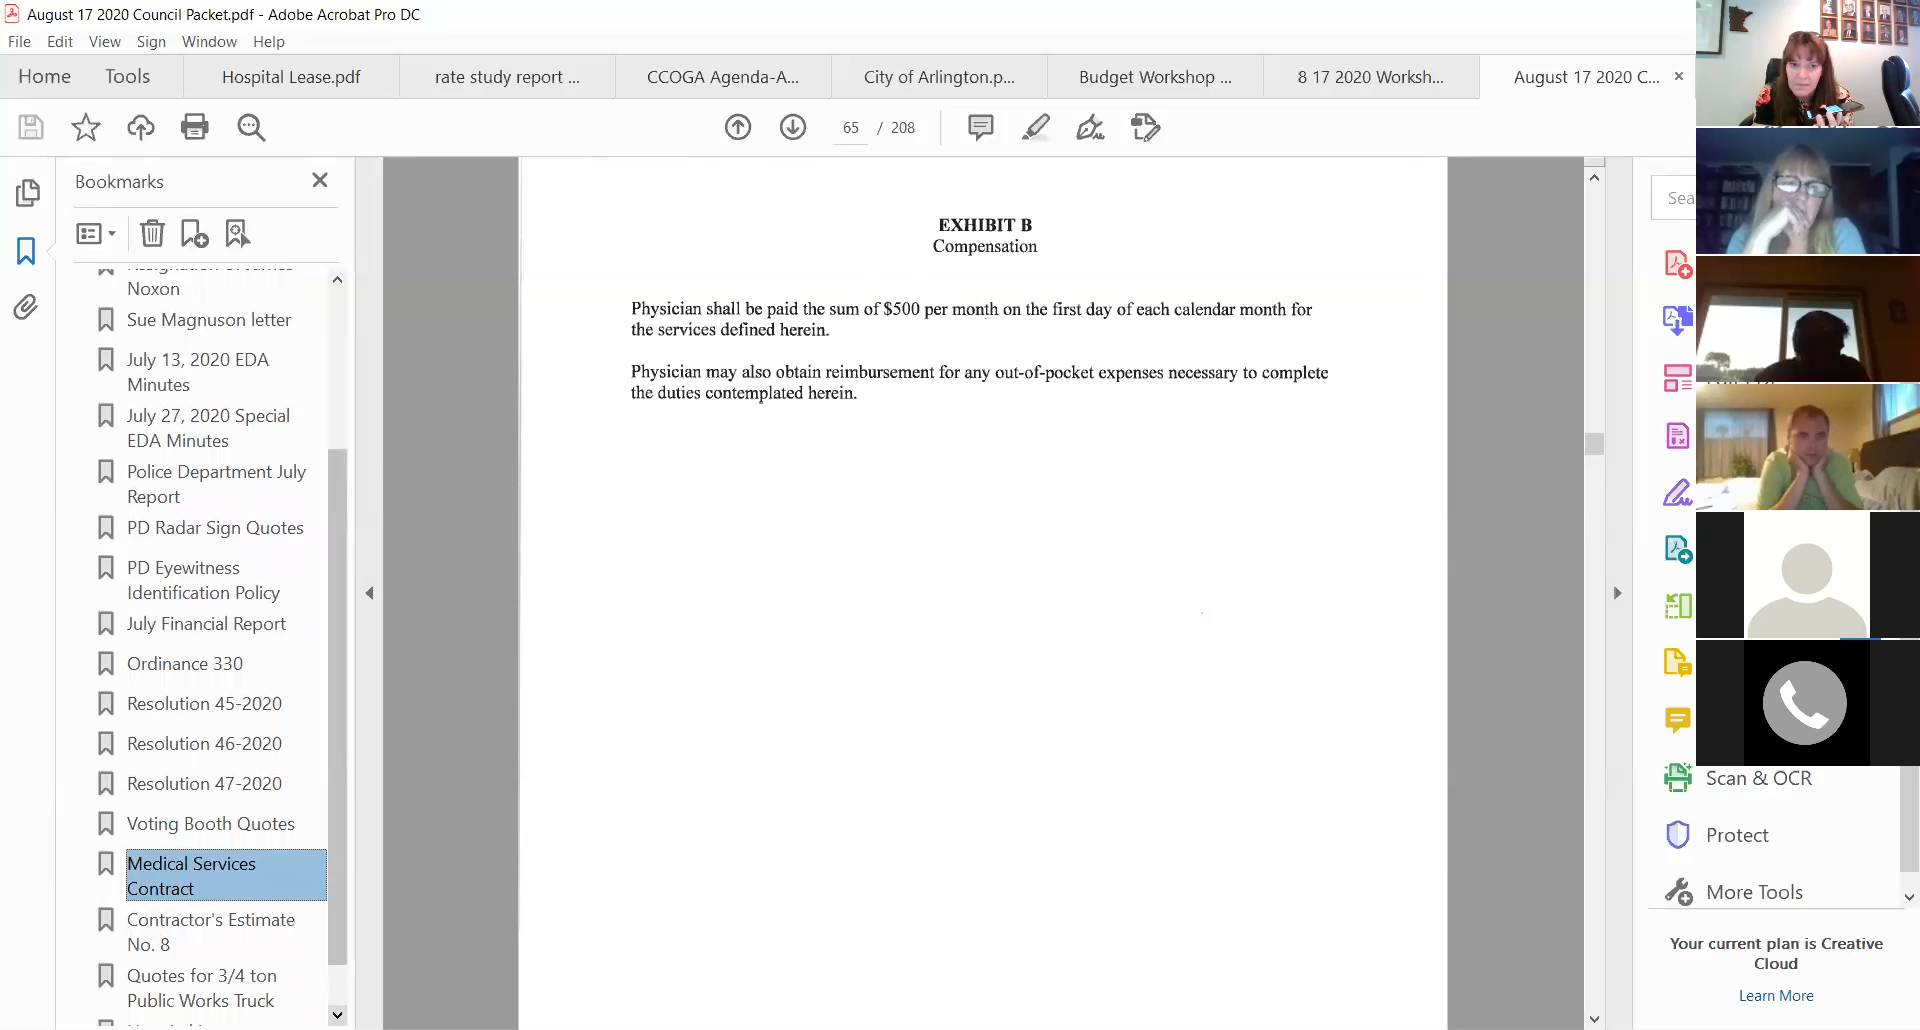 August 17 2020 Council Packet.pdf - Adobe Acrobat Pro DC
File Edit View Sign Window Help
Home Tools Hospital Lease.pdf rate study report ... CCOGA Agenda-A... City of Arlington.p... Budget Workshop ... 8 17 2020 Worksh... August 17 2020 C...
65 / 208
Bookmarks
Noxon
Sue Magnuson letter
July 13, 2020 EDA
Minutes
July 27, 2020 Special
EDA Minutes
Police Department July
Report
PD Radar Sign Quotes
PD Eyewitness
Identification Policy
July Financial Report
Ordinance 330
Resolution 45-2020
Resolution 46-2020
Resolution 47-2020
Voting Booth Quotes
Medical Services
Contract
Contractor's Estimate
No. 8
Quotes for 3/4 ton
Public Works Truck
EXHIBIT B
Compensation
Physician shall be paid the sum of $500 per month on the first day of each calendar month for
the services defined herein.
Physician may also obtain reimbursement for any out-of-pocket expenses necessary to complete
the duties contemplated herein.
Sea
Scan & OCR
Protect
More Tools
Your current plan is Creative
Cloud
Learn More